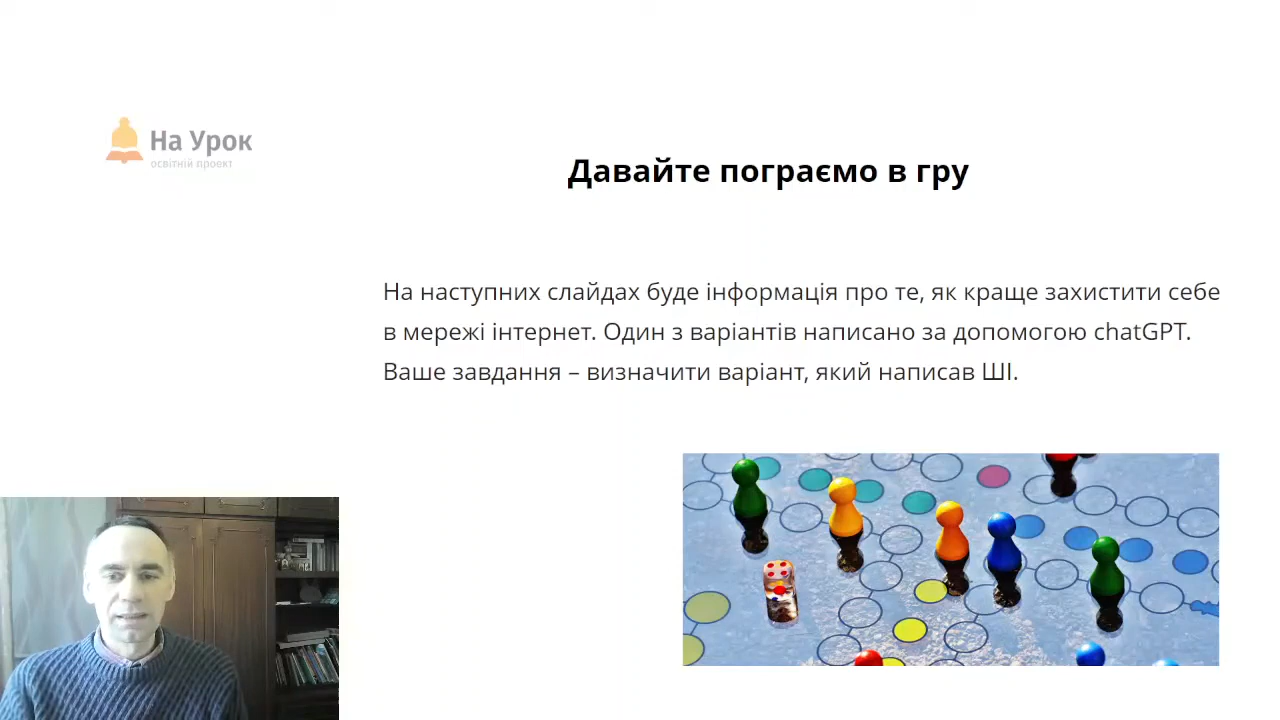 На Урок
освітній проект
Давайте пограємо в гру
На наступних слайдах буде інформація про те, як краще захистити себе
в мережі інтернет. Один з варіантів написано за допомогою chatGPT.
Ваше завдання – визначити варіант, який написав ШІ.